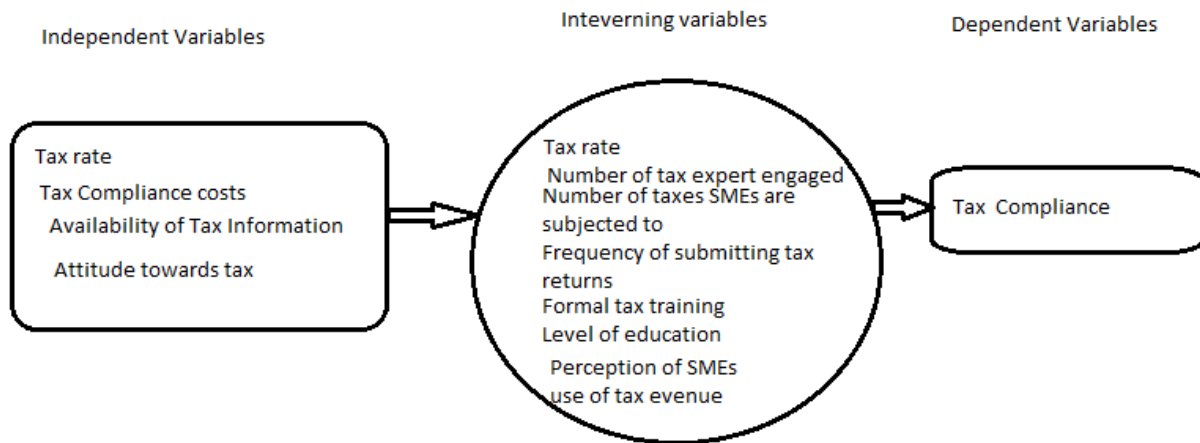 Independent Variables
Inteverning variables
Dependent Variables
Tax rate
Tax Compliance costs
Availability of Tax Information
Attitude towards tax
Tax rate
Number of tax expert engaged
Number of taxes SMEs are
subjected to
Frequency of submitting tax
returns
Formal tax training
Level of education
Perception of SMEs
use of tax evenue
Tax Compliance